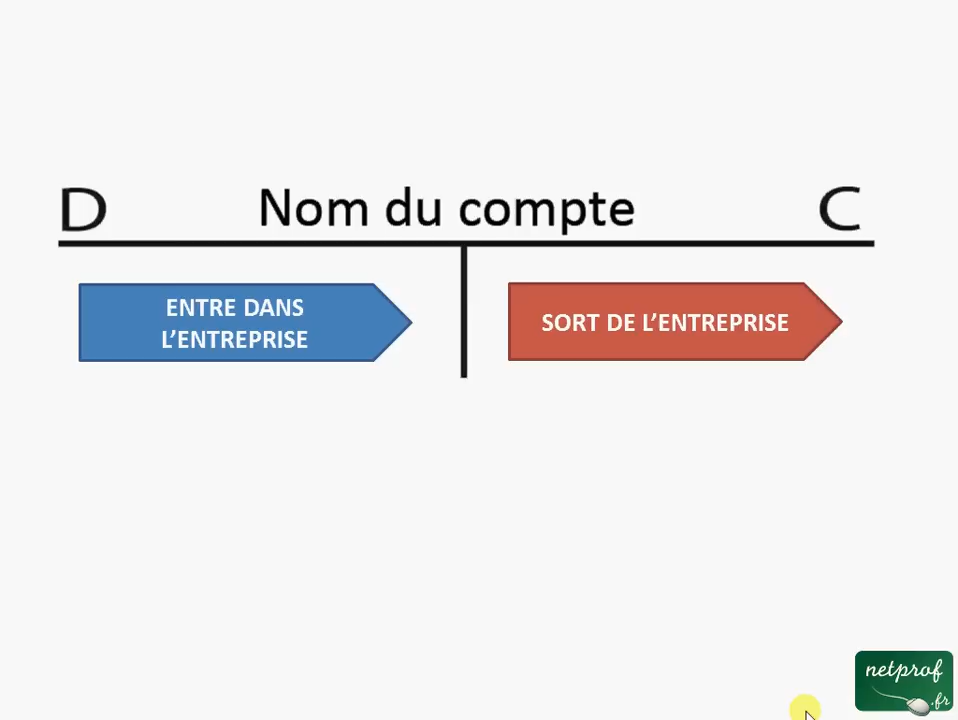 D Nom du compte C
ENTRE DANS
L’ENTREPRISE
SORT DE L’ENTREPRISE
netprof
.fr